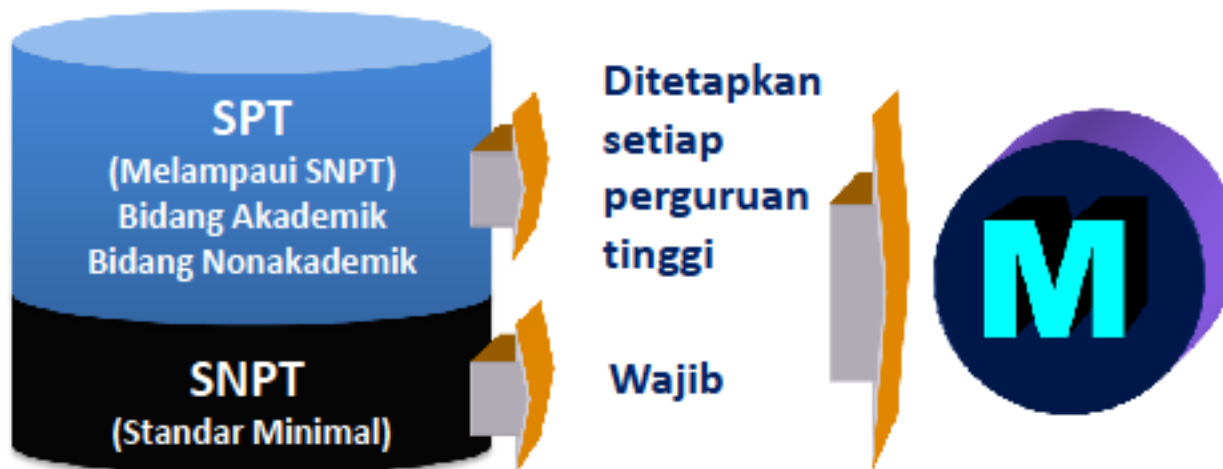 SPT
(Melampaui SNPT)
Bidang Akademik
Bidang Nonakademik
SNPT
(Standar Minimal)
Ditetapkan
setiap
perguruan
tinggi
Wajib
M